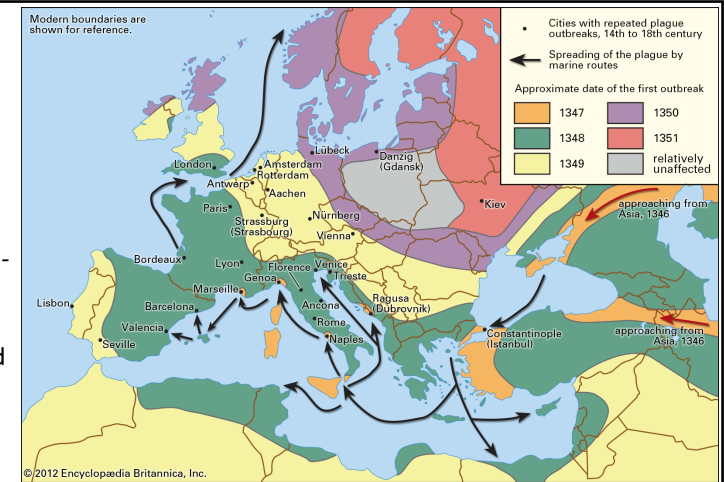 Modern boundaries are
shown for reference.
Cities with repeated plague
outbreaks, 14th to 18th century
Spreading of the plague by
marine routes
Approximate date of the first outbreak
1347
1350
1348
1351
1349
relatively
unaffected
Lübeck
Danzig
(Gdansk)
London
Amsterdam
Rotterdam
Antwerp
Aachen
Kiev
approaching from
Asia, 1346
Paris
Strassburg
(Strasbourg)
Nürnberg
Vienna
Bordeaux
Lyon
Florence
Venice
Trieste
Genoa
Marseille
Lisbon
Barcelona
Ancona
Ragusa
(Dubrovnik)
Valencia
Rome
Seville
Naples
Constantinople
(Istanbul)
approaching from
Asia, 1346
-
d
© 2012 Encyclopædia Britannica, Inc.